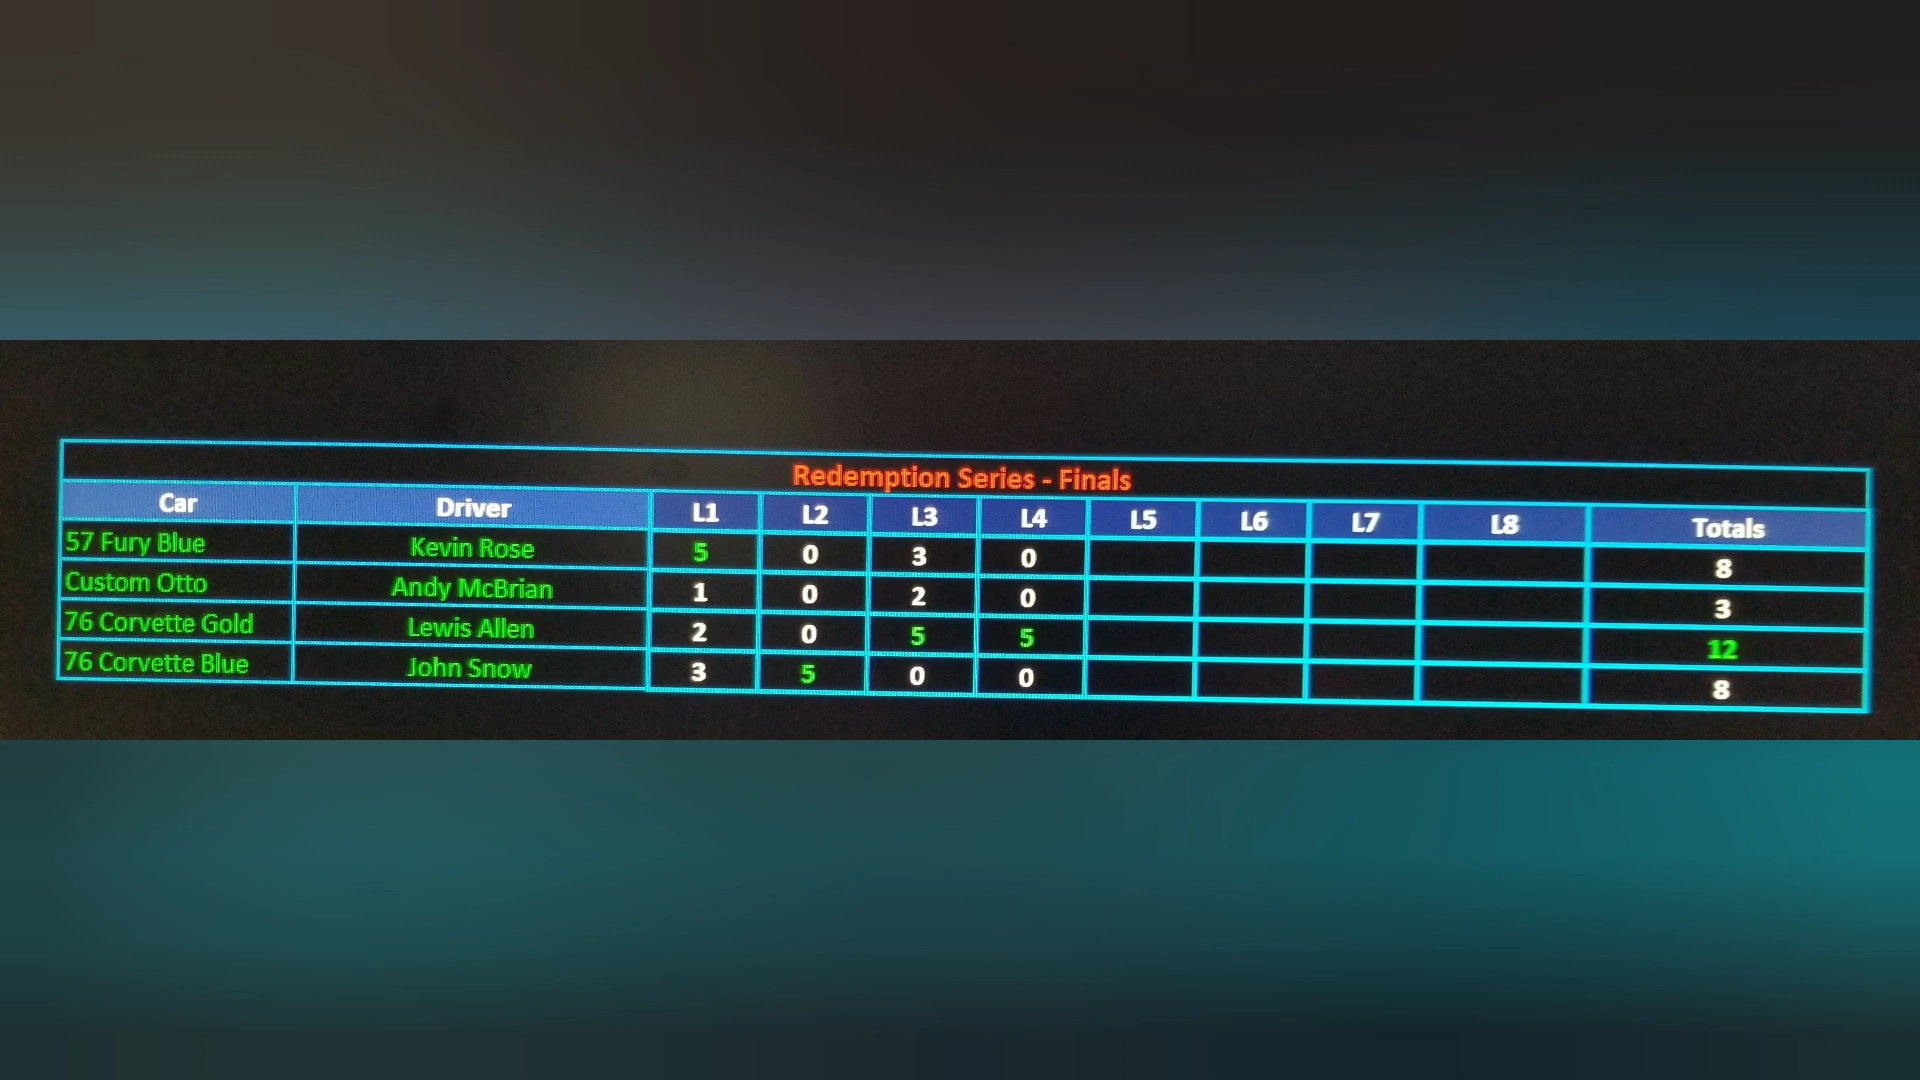 Redemption Series - Finals
Car Driver L1 L2 L3 L4 L5 L6 L7 L8 Totals
57 Fury Blue Kevin Rose 5 0 3 0 8
Custom Otto Andy McBrian 1 0 2 0 3
76 Corvette Gold Lewis Allen 2 0 5 5 12
76 Corvette Blue John Snow 3 5 0 0 8